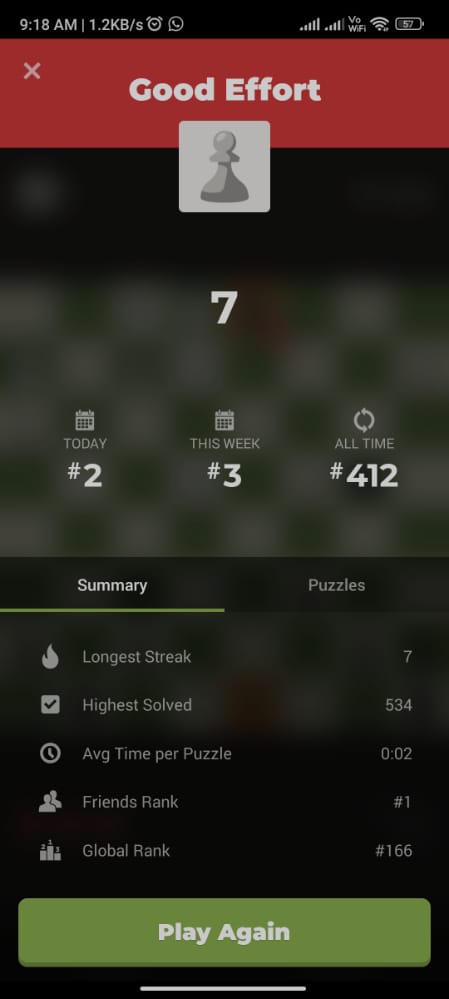 9:18 AM | 1.2KB/s
Vo
WiFi
57
Good Effort
7
TODAY
THIS WEEK
ALL TIME
#2
#3
#412
Summary
Puzzles
Longest Streak
7
Highest Solved
534
Avg Time per Puzzle
0:02
Friends Rank
#1
Global Rank
#166
Play Again